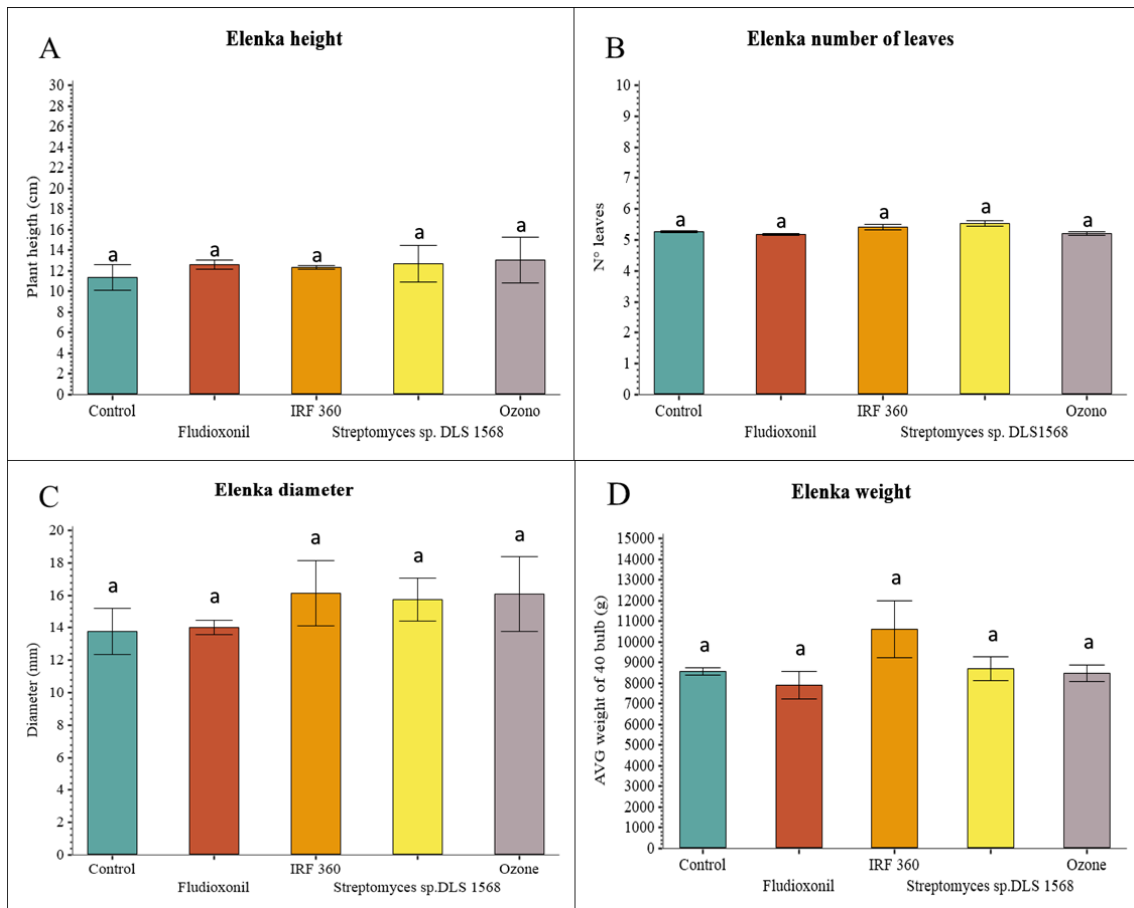 A
Elenka height
Plant heigth (cm)
30
28
26
24
22
20
18
16
14
12
10
8
6
4
2
0
a
a
a
a
a
Control
IRF 360
Ozono
Fludioxonil
Streptomyces sp. DLS 1568
B
Elenka number of leaves
N° leaves
10
9
8
7
6
5
4
3
2
1
0
a
a
a
a
a
Control
IRF 360
Ozono
Fludioxonil
Streptomyces sp. DLS1568
C
Elenka diameter
Diameter (mm)
20
18
16
14
12
10
8
6
4
2
0
a
a
a
a
a
Control
IRF 360
Ozone
Fludioxonil
Streptomyces sp.DLS 1568
D
Elenka weight
AVG weight of 40 bulb (g)
15000
14000
13000
12000
11000
10000
9000
8000
7000
6000
5000
4000
3000
2000
1000
0
a
a
a
a
a
Control
IRF 360
Ozone
Fludioxonil
Streptomyces sp.DLS 1568